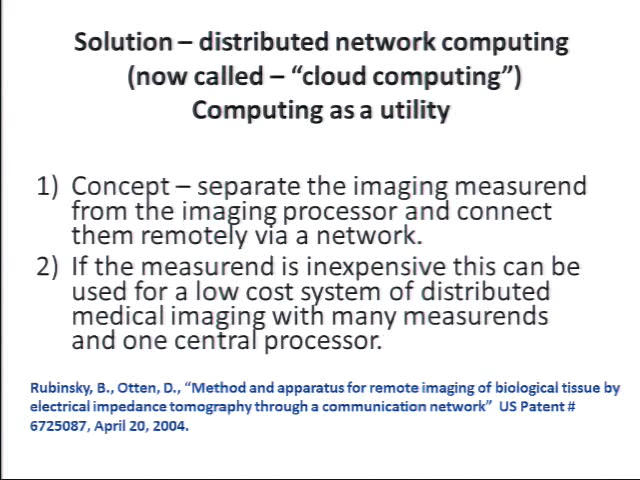 Solution – distributed network computing
(now called – “cloud computing”)
Computing as a utility
1) Concept – separate the imaging measurend
from the imaging processor and connect
them remotely via a network.
2) If the measurend is inexpensive this can be
used for a low cost system of distributed
medical imaging with many measurends
and one central processor.
Rubinsky, B., Otten, D., “Method and apparatus for remote imaging of biological tissue by
electrical impedance tomography through a communication network” US Patent #
6725087, April 20, 2004.